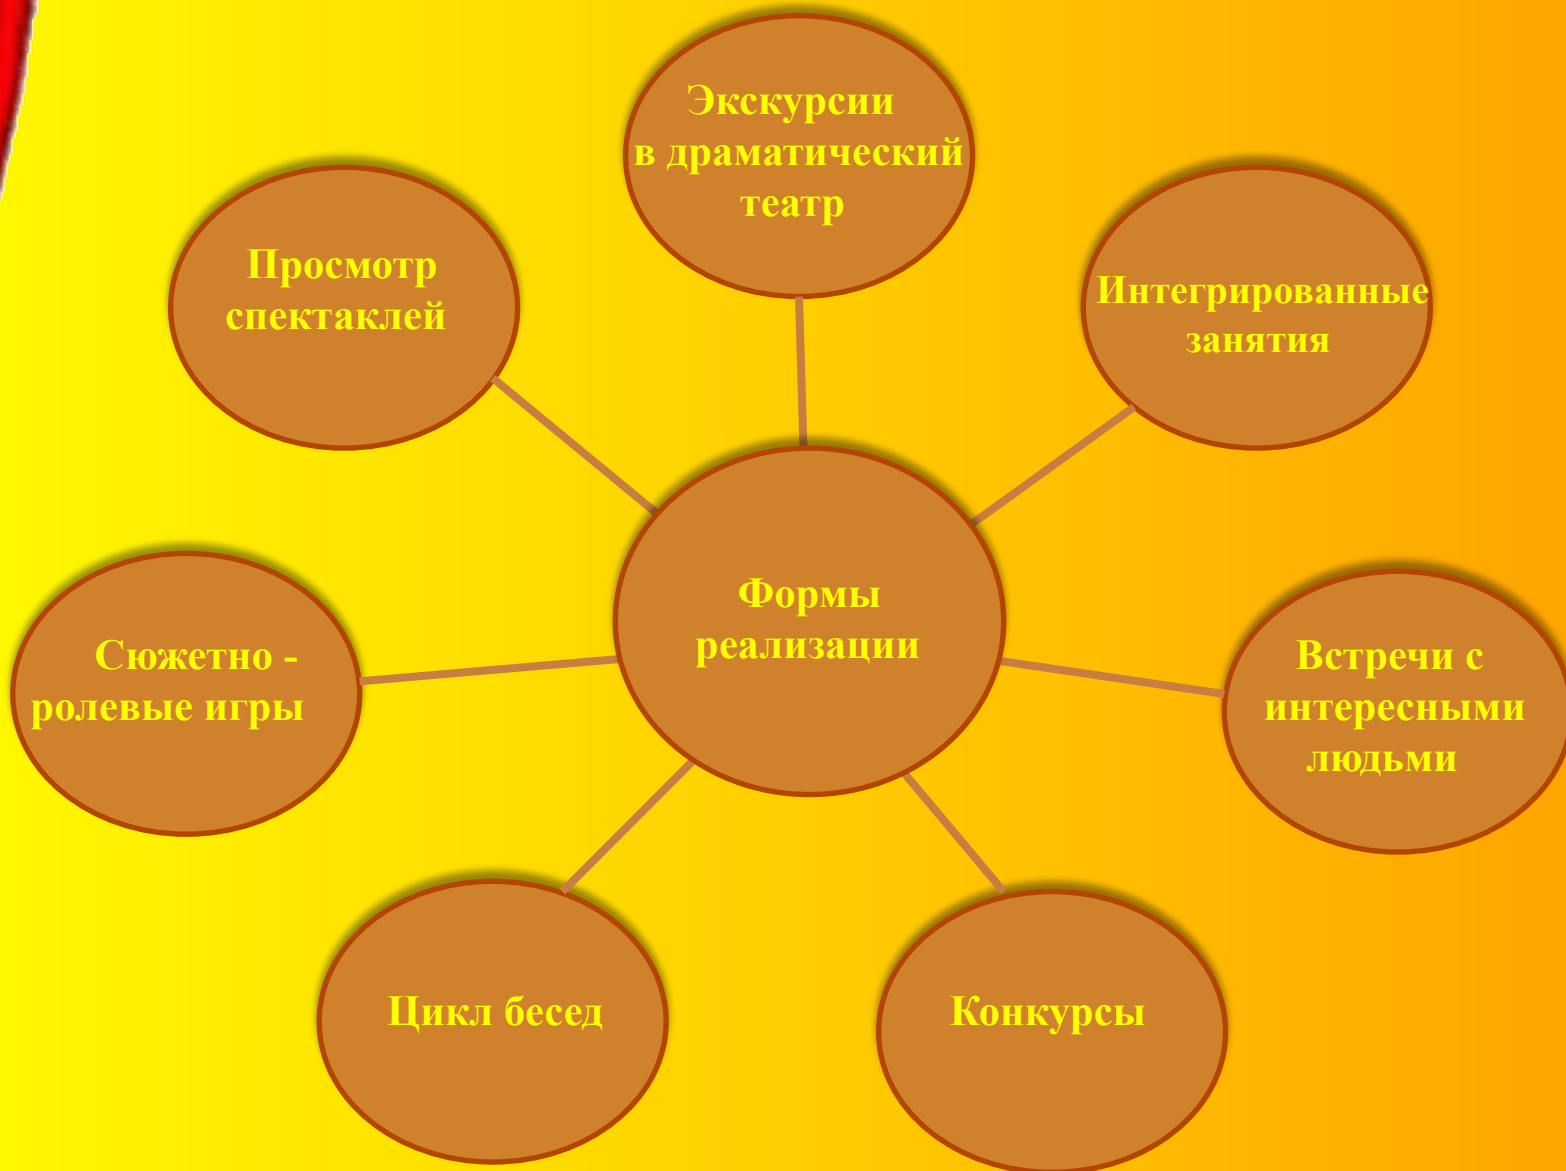 Экскурсии
в драматический
театр
Просмотр
спектаклей
Интегрированные
занятия
Формы
реализации
Сюжетно -
ролевые игры
Встречи с
интересными
людьми
Цикл бесед
Конкурсы